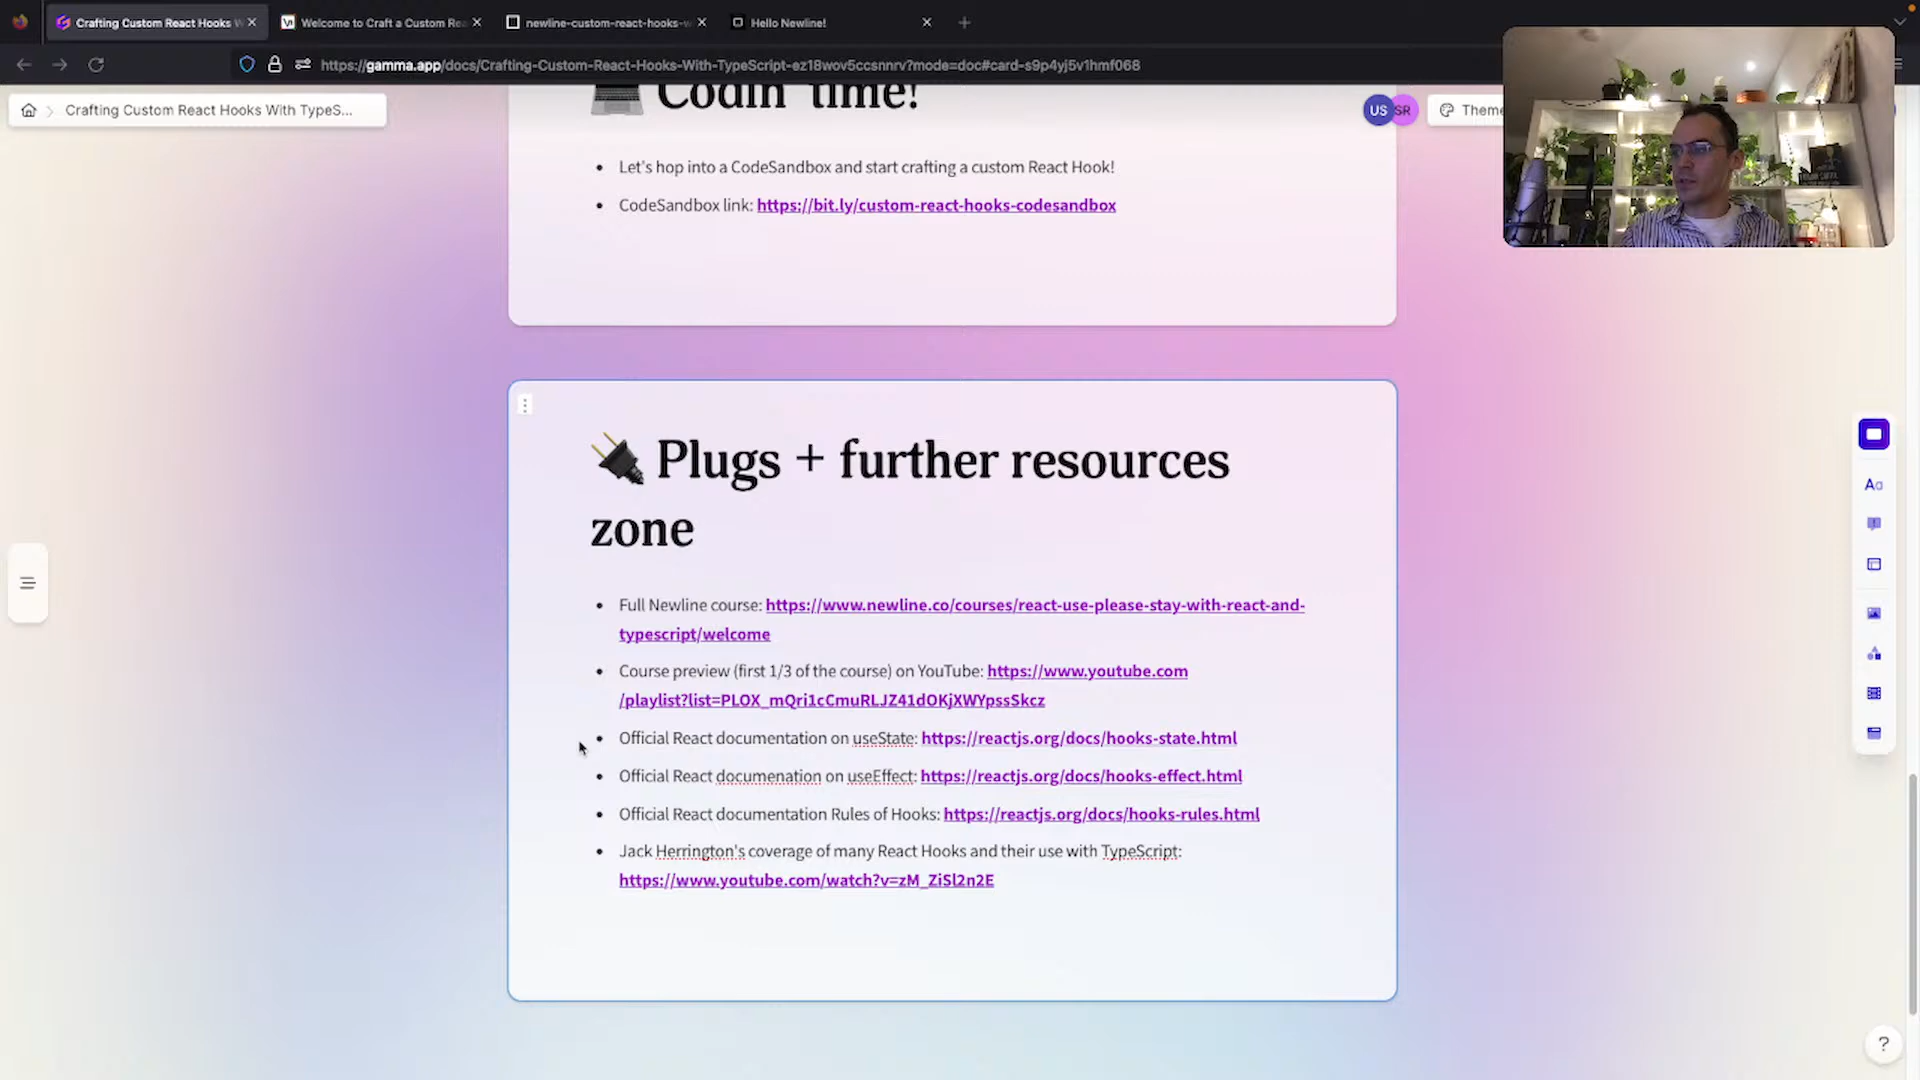 Crafting Custom React Hooks W
Welcome to Craft a Custom Rea
newline-custom-react-hooks-w
Hello Newline!
https://gamma.app/docs/Crafting-Custom-React-Hooks-With-TypeScript-ez18wov5ccsnnrv?mode=doc#card-s9p4yj5v1hmf068
Crafting Custom React Hooks With TypeS...
US SR
Theme
Codin' time!
Let's hop into a CodeSandbox and start crafting a custom React Hook!
CodeSandbox link: https://bit.ly/custom-react-hooks-codesandbox
Plugs + further resources
zone
Full Newline course: https://www.newline.co/courses/react-use-please-stay-with-react-and-
typescript/welcome
Course preview (first 1/3 of the course) on YouTube: https://www.youtube.com
/playlist?list=PLOX_mQri1cCmuRLJZ41dOKjXWYpssSkcz
Official React documentation on useState: https://reactjs.org/docs/hooks-state.html
Official React documenation on useEffect: https://reactjs.org/docs/hooks-effect.html
Official React documentation Rules of Hooks: https://reactjs.org/docs/hooks-rules.html
Jack Herrington's coverage of many React Hooks and their use with TypeScript:
https://www.youtube.com/watch?v=zM_ZiSl2n2E
Aa
?